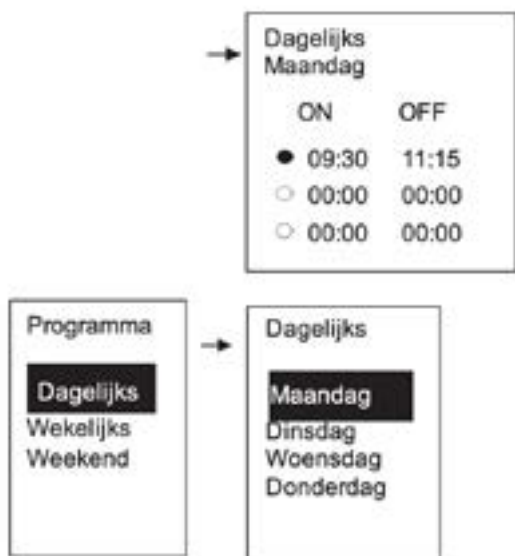 Dagelijks
Maandag
ON OFF
09:30 11:15
00:00 00:00
00:00 00:00
Programma
Dagelijks
Wekelijks
Weekend
Dagelijks
Maandag
Dinsdag
Woensdag
Donderdag